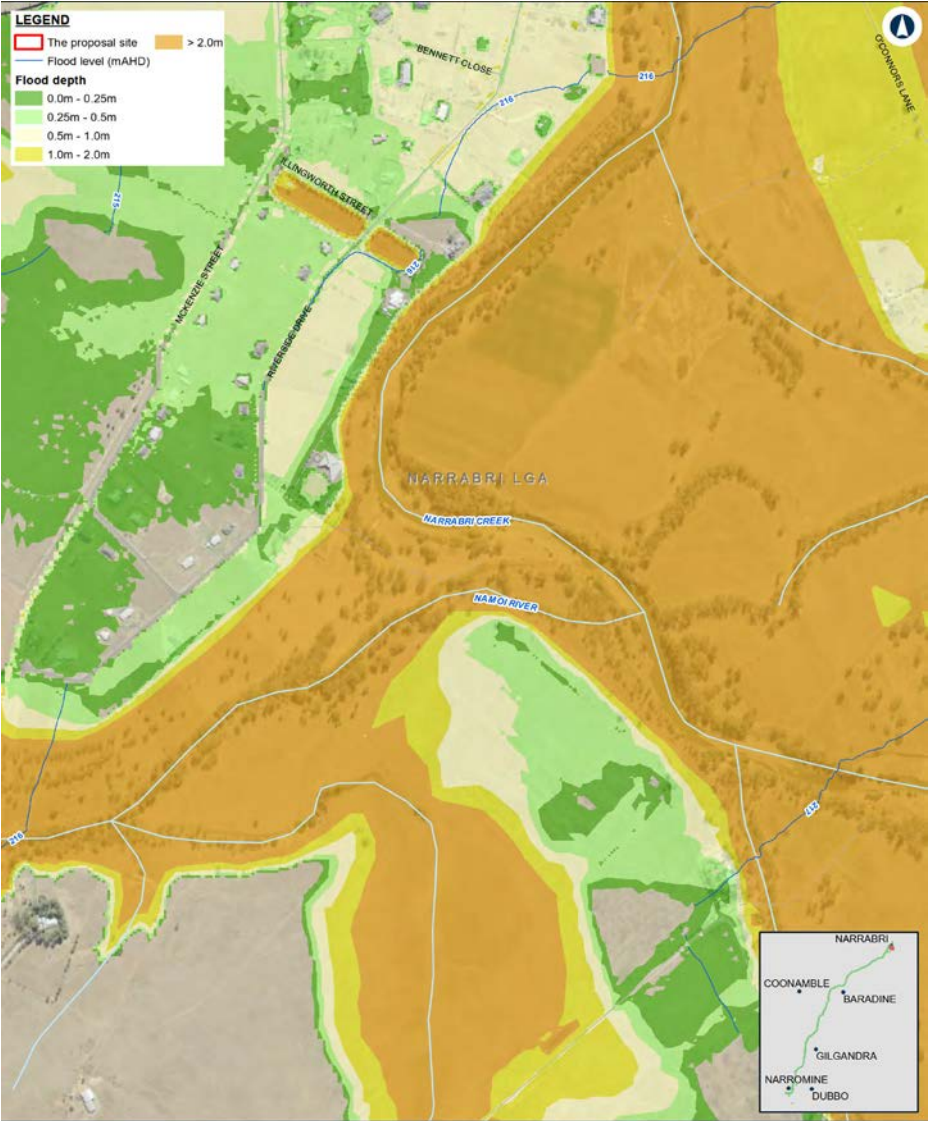 LEGEND
The proposal site
> 2.0m
Flood level (mAHD)
Flood depth
0.0m - 0.25m
0.25m - 0.5m
0.5m - 1.0m
1.0m - 2.0m
BENNETT CLOSE
O'CONNORS LANE
216
216
ILLINGWORTH STREET
215
216
MCKENZIE STREET
RIVERSIDE DRIVE
NARRABRI LGA
NARRABRI CREEK
NAMOI RIVER
217
216
NARRABRI
COONAMBLE
BARADINE
GILGANDRA
NARROMINE
DUBBO